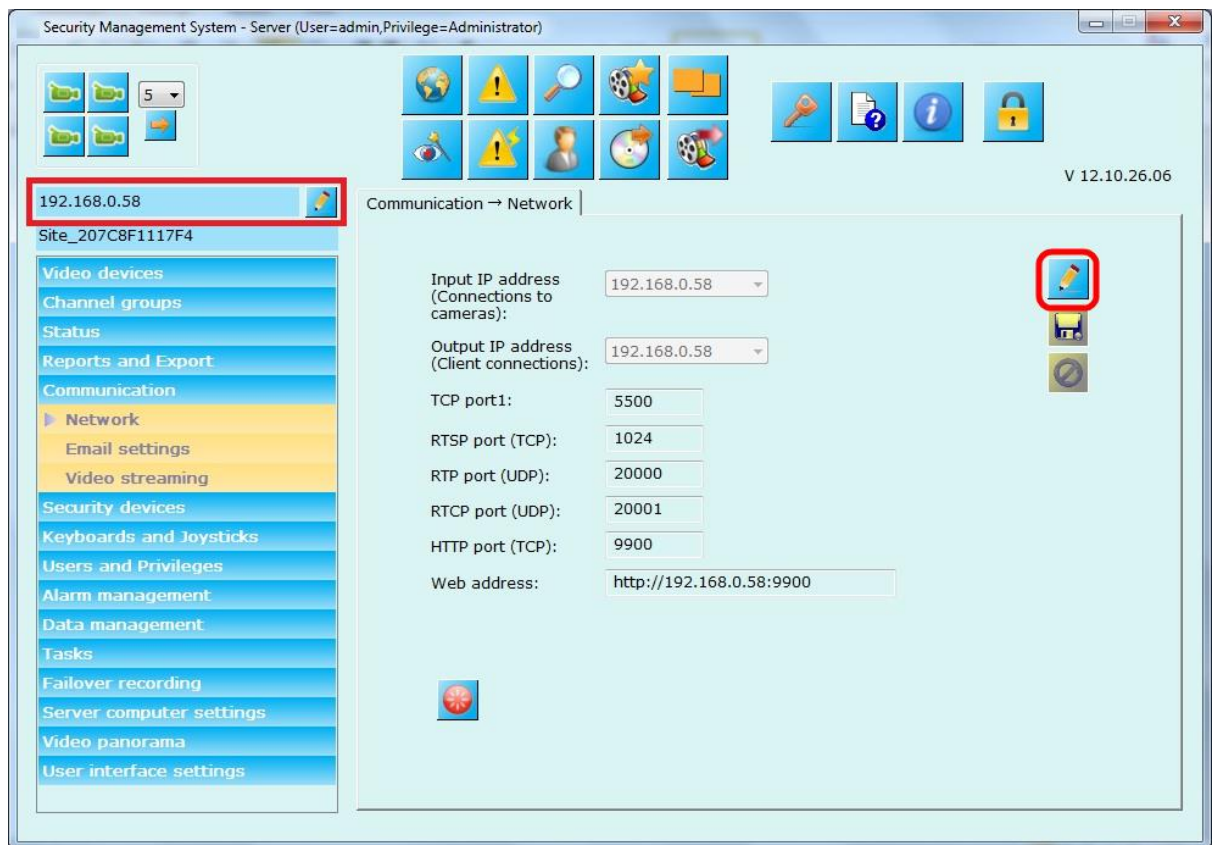 Security Management System - Server (User=admin,Privilege=Administrator)
5
V 12.10.26.06
192.168.0.58
Site_207C8F1117F4
Video devices
Channel groups
Status
Reports and Export
Communication
Network
Email settings
Video streaming
Security devices
Keyboards and Joysticks
Users and Privileges
Alarm management
Data management
Tasks
Failover recording
Server computer settings
Video panorama
User interface settings
Communication → Network
Input IP address
(Connections to
cameras):
192.168.0.58
Output IP address
(Client connections):
192.168.0.58
TCP port1: 5500
RTSP port (TCP): 1024
RTP port (UDP): 20000
RTCP port (UDP): 20001
HTTP port (TCP): 9900
Web address: http://192.168.0.58:9900